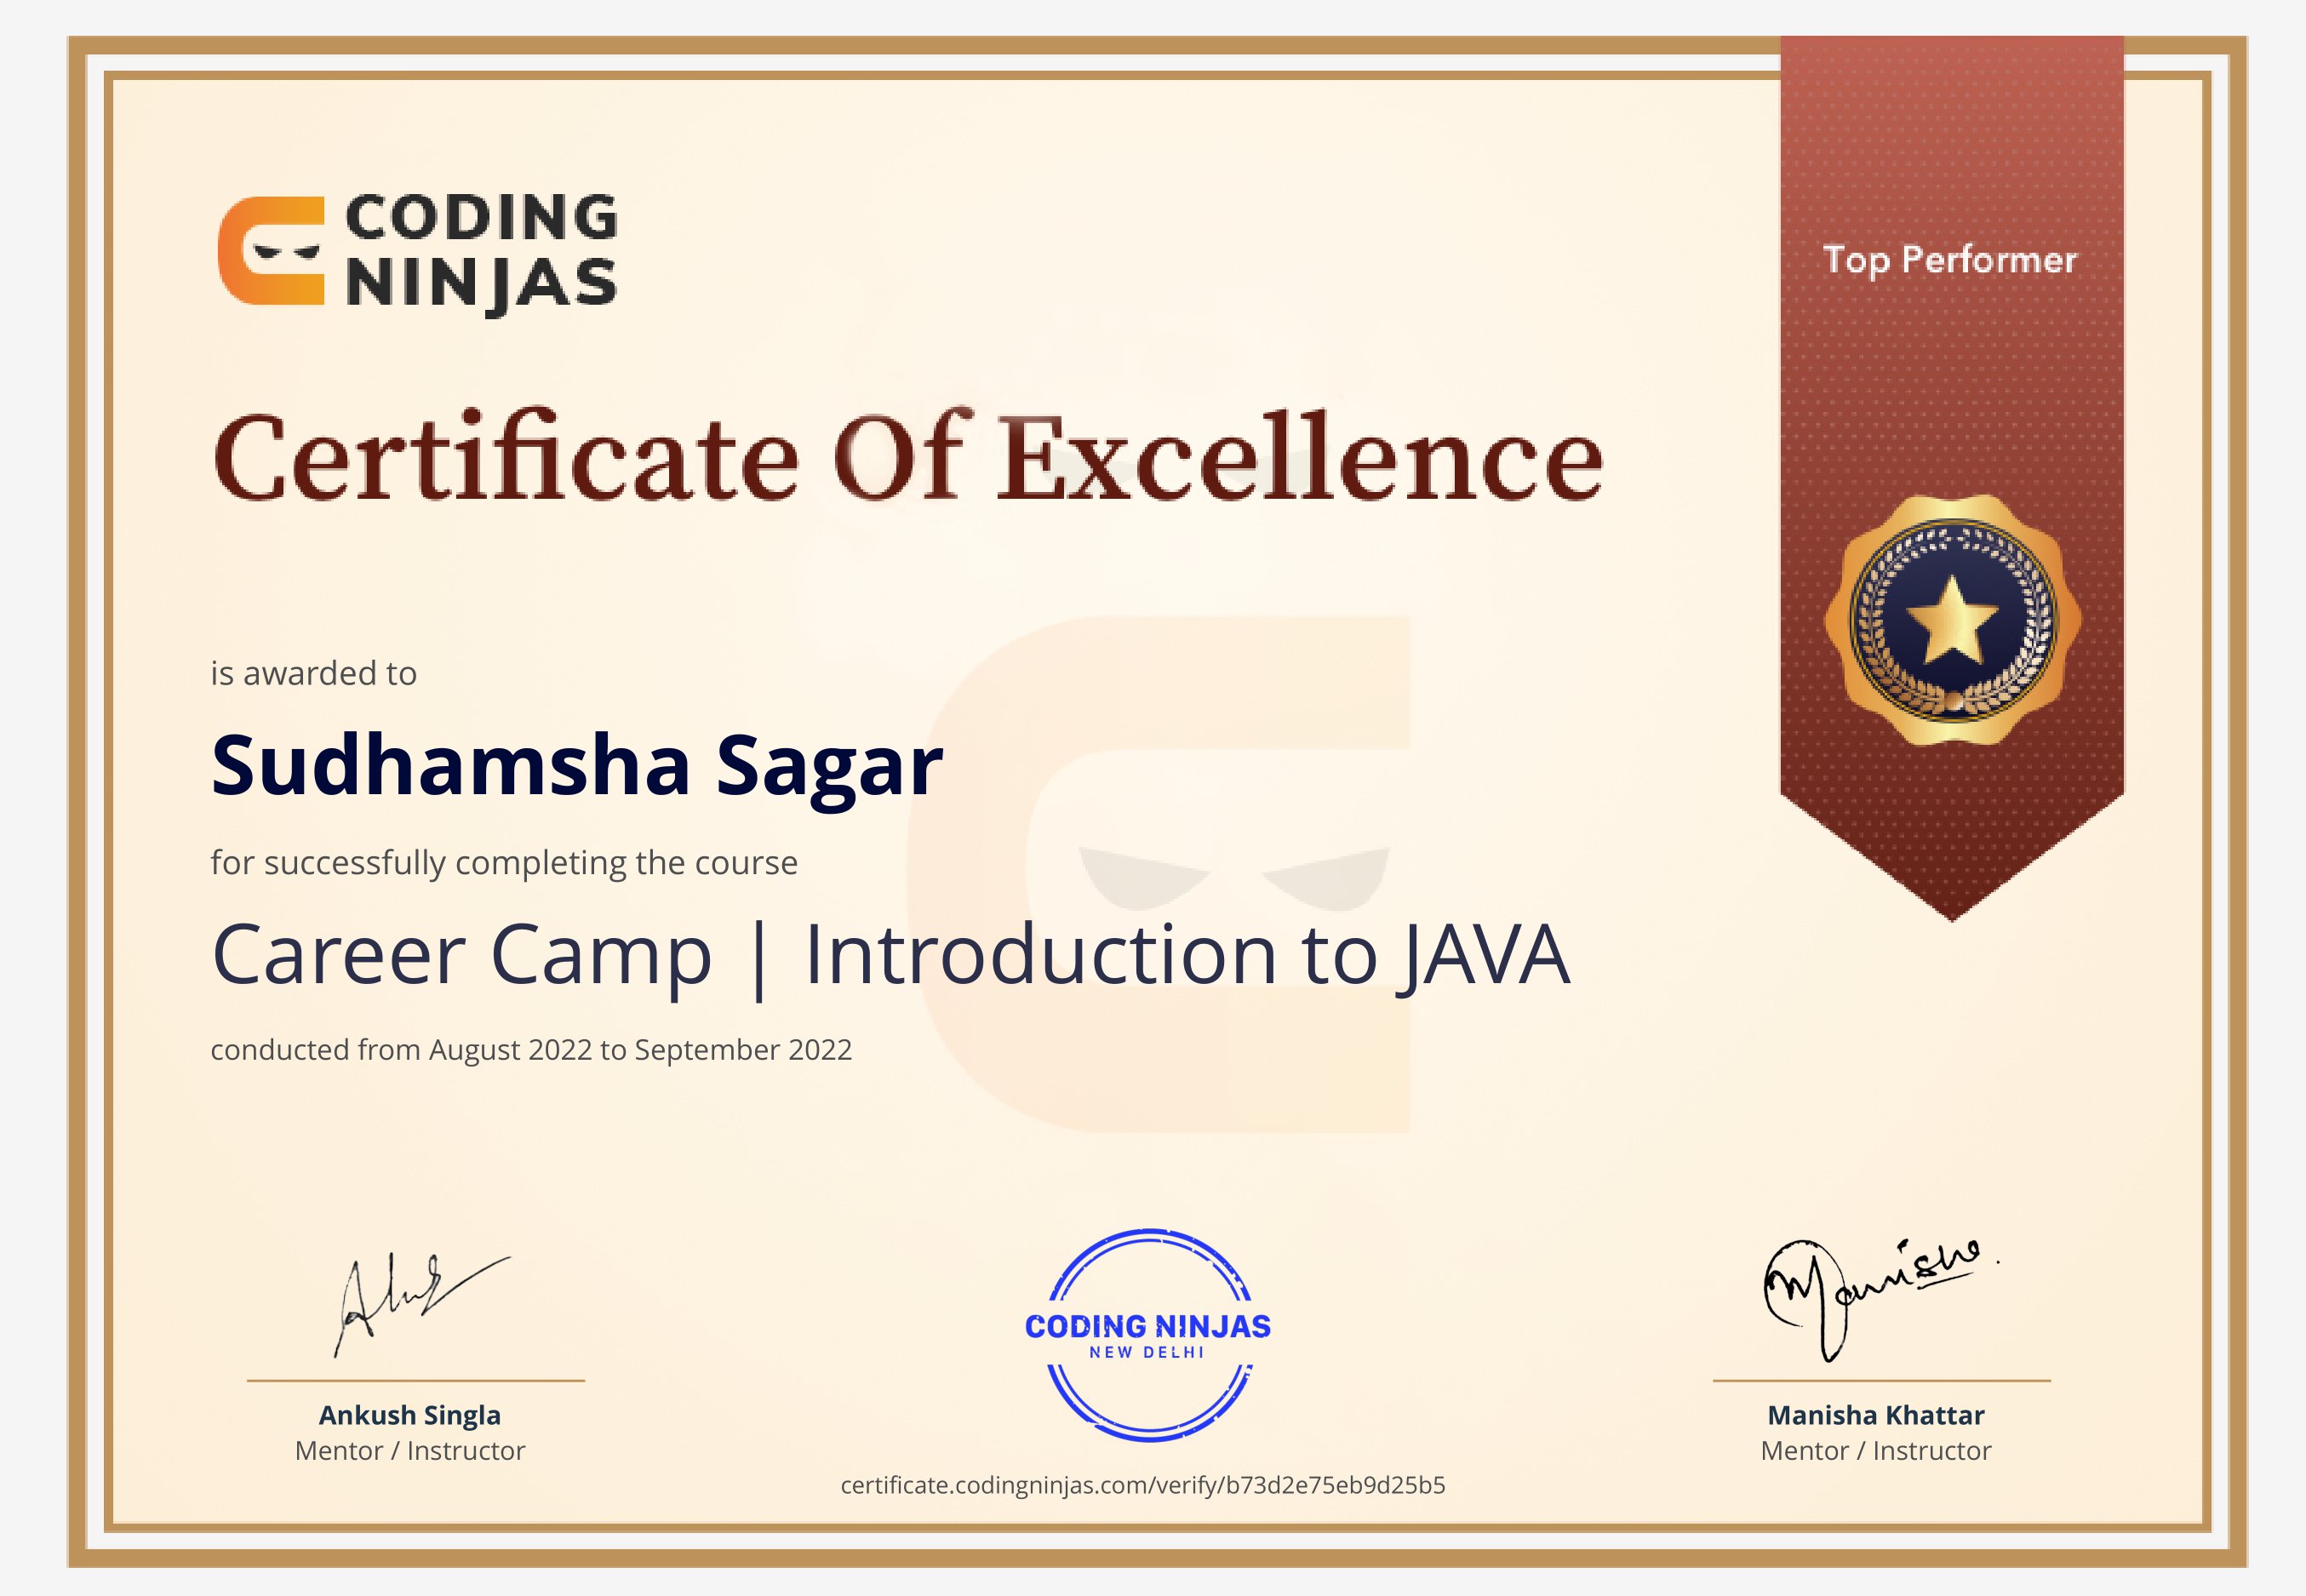 CODING
NINJAS
Top Performer
Certificate Of Excellence
is awarded to
Sudhamsha Sagar
for successfully completing the course
Career Camp | Introduction to JAVA
conducted from August 2022 to September 2022
Manisha.
CODING NINJAS
NEW DELHI
Ankush Singla
Mentor / Instructor
Manisha Khattar
Mentor / Instructor
certificate.codingninjas.com/verify/b73d2e75eb9d25b5